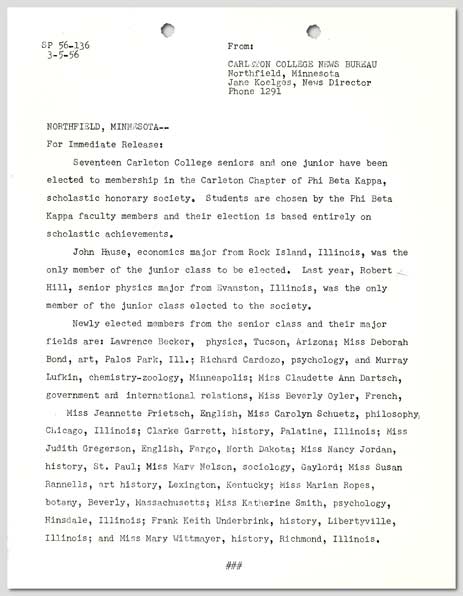 SP 56-136
3-5-56
From:
CARLETON COLLEGE NEWS BUREAU
Northfield, Minnesota
Jane Koelges, News Director
Phone 1291
NORTHFIELD, MINNESOTA--
For Immediate Release:
Seventeen Carleton College seniors and one junior have been
elected to membership in the Carleton Chapter of Phi Beta Kappa,
scholastic honorary society. Students are chosen by the Phi Beta
Kappa faculty members and their election is based entirely on
scholastic achievements.
John Hause, economics major from Rock Island, Illinois, was the
only member of the junior class to be elected. Last year, Robert
Hill, senior physics major from Evanston, Illinois, was the only
member of the junior class elected to the society.
Newly elected members from the senior class and their major
fields are: Lawrence Becker, physics, Tucson, Arizona; Miss Deborah
Bond, art, Palos Park, Ill.; Richard Cardozo, psychology, and Murray
Lufkin, chemistry-zoology, Minneapolis; Miss Claudette Ann Dartsch,
government and international relations, Miss Beverly Oyler, French,
Miss Jeannette Prietsch, English, Miss Carolyn Schuetz, philosophy,
Chicago, Illinois; Clarke Garrett, history, Palatine, Illinois; Miss
Judith Gregerson, English, Fargo, North Dakota; Miss Nancy Jordan,
history, St. Paul; Miss Mary Nelson, sociology, Gaylord; Miss Susan
Rannells, art history, Lexington, Kentucky; Miss Marian Ropes,
botany, Beverly, Massachusetts; Miss Katherine Smith, psychology,
Hinsdale, Illinois; Frank Keith Underbrink, history, Libertyville,
Illinois; and Miss Mary Wittmayer, history, Richmond, Illinois.
###